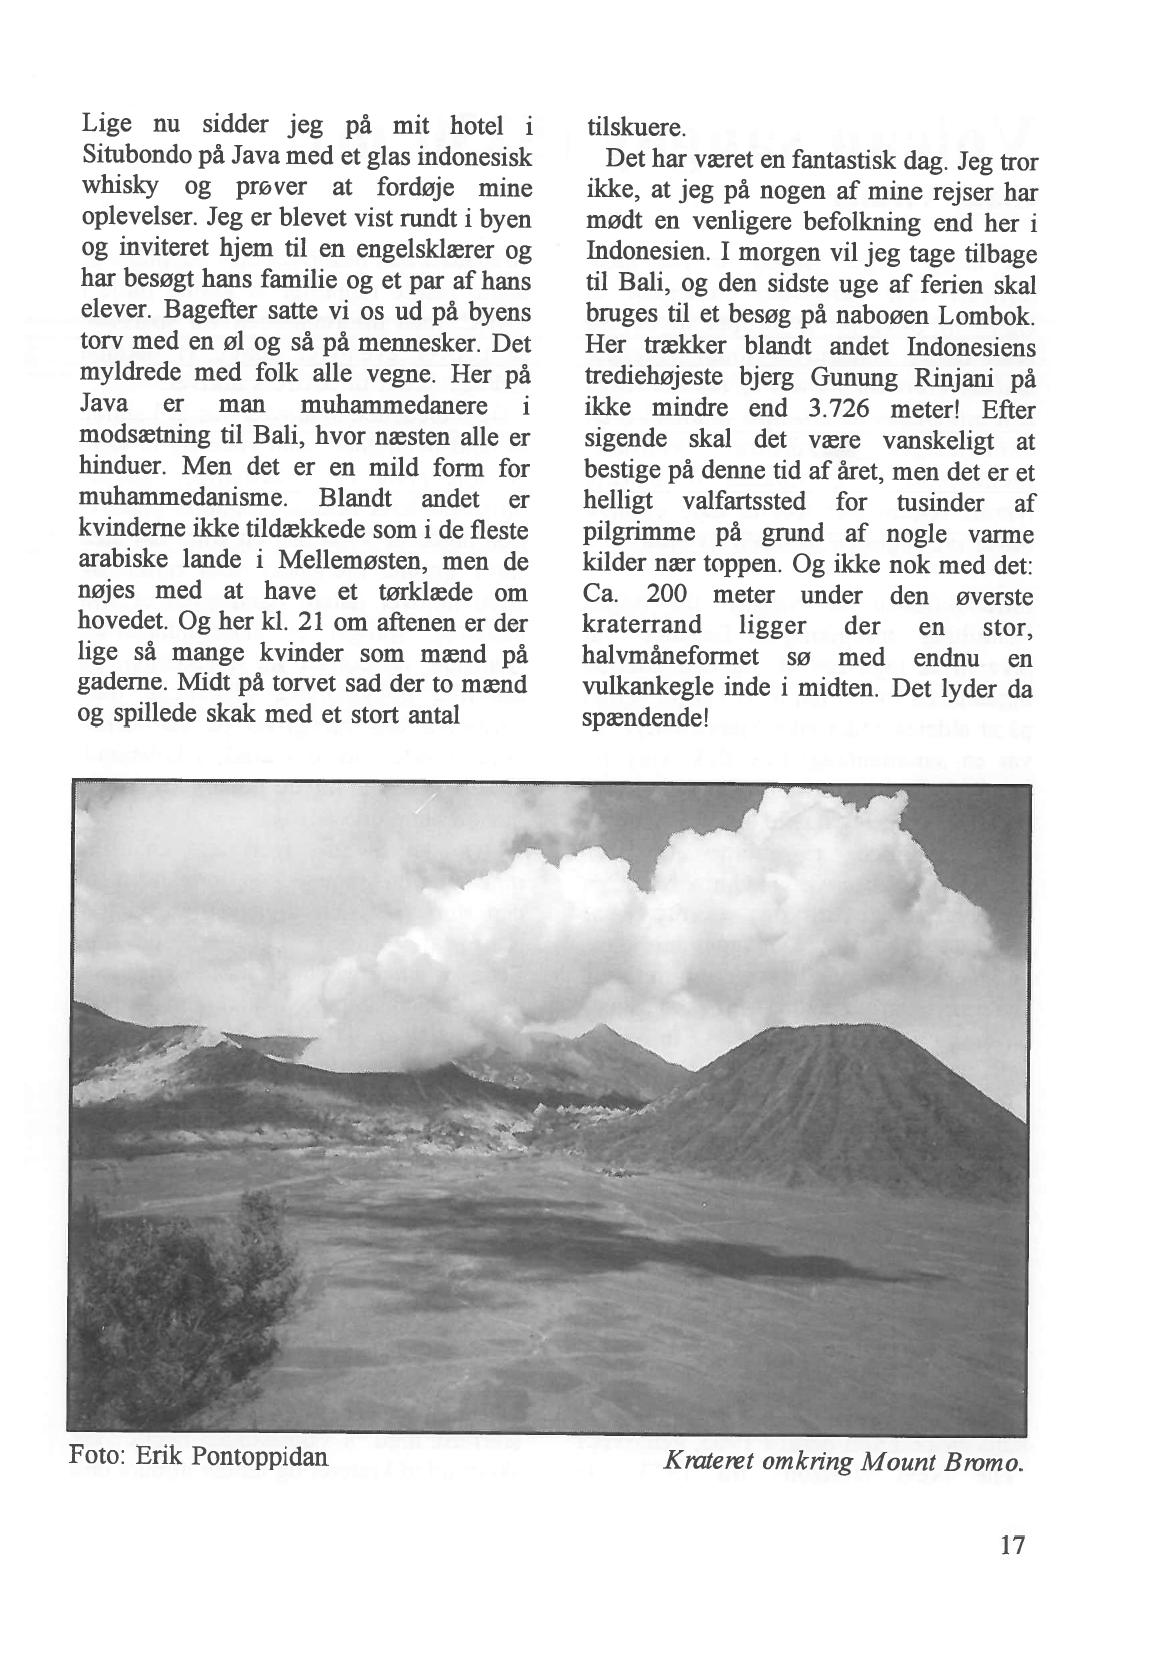 Lige nu sidder jeg på mit hotel i
Situbondo på Java med et glas indonesisk
whisky og prøver at fordøje mine
oplevelser. Jeg er blevet vist rundt i byen
og inviteret hjem til en engelsklærer og
har besøgt hans familie og et par af hans
elever. Bagefter satte vi os ud på byens
torv med en øl og så på mennesker. Det
myldrede med folk alle vegne. Her på
Java er man muhammedanere i
modsætning til Bali, hvor næsten alle er
hinduer. Men det er en mild form for
muhammedanisme. Blandt andet er
kvinderne ikke tildækkede som i de fleste
arabiske lande i Mellemøsten, men de
nøjes med at have et tørklæde om
hovedet. Og her kl. 21 om aftenen er der
lige så mange kvinder som mænd på
gaderne. Midt på torvet sad der to mænd
og spillede skak med et stort antal
tilskuere.
Det har været en fantastisk dag. Jeg tror
ikke, at jeg på nogen af mine rejser har
mødt en venligere befolkning end her i
Indonesien. I morgen vil jeg tage tilbage
til Bali, og den sidste uge af ferien skal
bruges til et besøg på naboøen Lombok.
Her trækker blandt andet Indonesiens
trediehøjeste bjerg Gunung Rinjani på
ikke mindre end 3.726 meter! Efter
sigende skal det være vanskeligt at
bestige på denne tid af året, men det er et
helligt valfartssted for tusinder af
pilgrimme på grund af nogle varme
kilder nær toppen. Og ikke nok med det:
Ca. 200 meter under den øverste
kraterrand ligger der en stor,
halvmåneformet sø med endnu en
vulkankegle inde i midten. Det lyder da
spændende!
Foto: Erik Pontoppidan
Krateret omkring Mount Bromo.
17